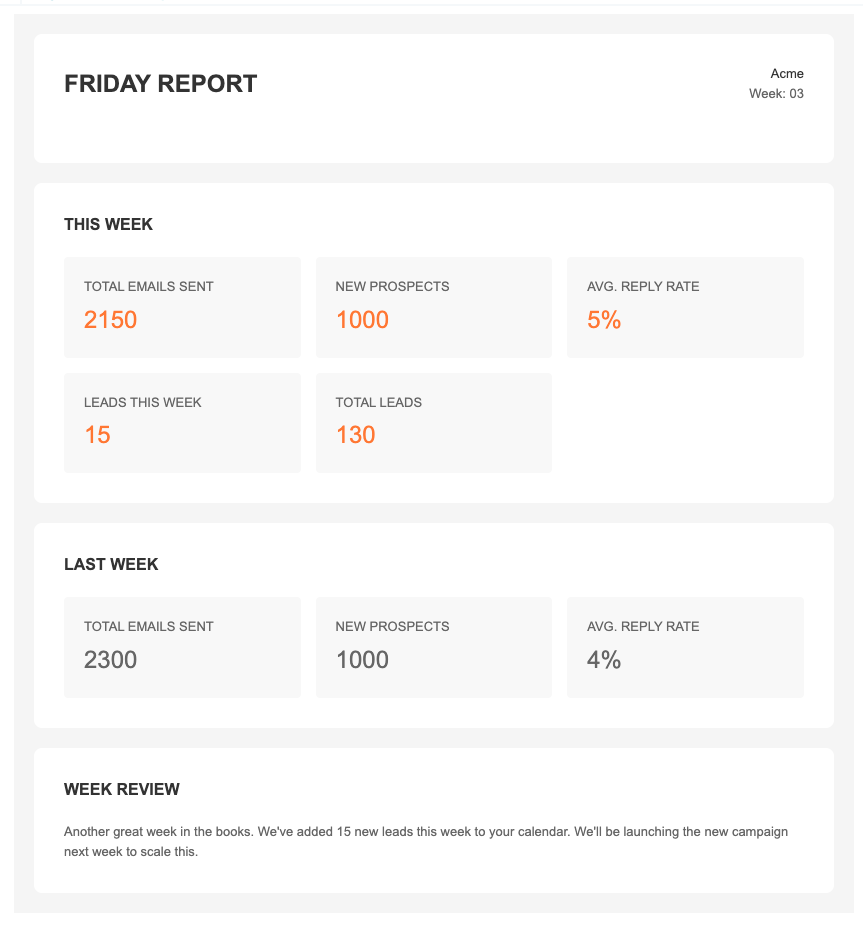 FRIDAY REPORT
Acme
Week: 03
THIS WEEK
TOTAL EMAILS SENT
2150
NEW PROSPECTS
1000
AVG. REPLY RATE
5%
LEADS THIS WEEK
15
TOTAL LEADS
130
LAST WEEK
TOTAL EMAILS SENT
2300
NEW PROSPECTS
1000
AVG. REPLY RATE
4%
WEEK REVIEW
Another great week in the books. We've added 15 new leads this week to your calendar. We'll be launching the new campaign
next week to scale this.